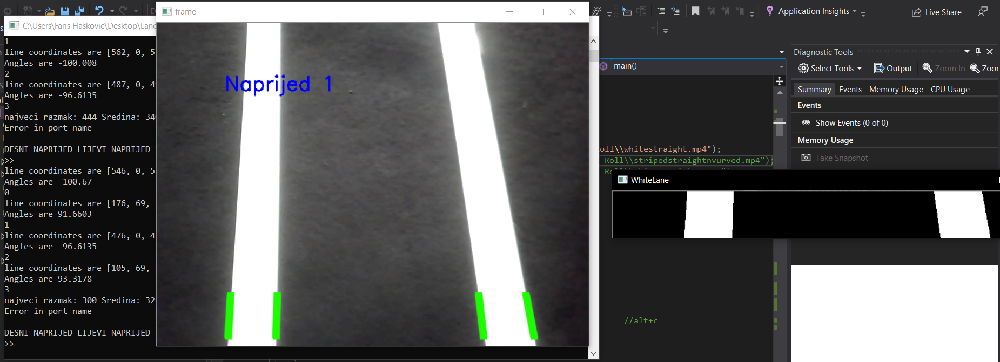 Application Insights
Live Share
frame
C:\Users\Faris Haskovic\Desktop\Lane
1
line coordinates are [562, 0, 5
Angles are -100.008
2
line coordinates are [487, 0, 49
Angles are -96.6135
3
najveci razmak: 444 Sredina: 340
Error in port name
DESNI NAPRIJED LIJEVI NAPRIJED
>>
line coordinates are [546, 0, 5
Angles are -100.67
0
line coordinates are [176, 69,
Angles are 91.6603
1
line coordinates are [476, 0, 48
Angles are -96.6135
2
line coordinates are [105, 69,
Angles are 93.3178
3
najveci razmak: 300 Sredina: 320
Error in port name
DESNI NAPRIJED LIJEVI NAPRIJED
>>
Naprijed 1
main()
oll\\whitestraight.mp4");
Roll\\stripedstraightnvurved.mp4");
//alt+c
Diagnostic Tools
Select Tools
Output
Zoom In
Zoor
Summary
Events
Memory Usage
CPU Usage
Events
Show Events (0 of 0)
Memory Usage
Take Snapshot
WhiteLane